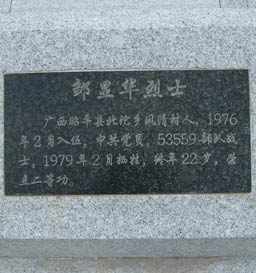 华烈士
广西昭平县北陀乡风清村人，1976
年2月入伍，中共党员，53559部队战
士，1979年2月牺牲，终年22岁，荣
立二等功。